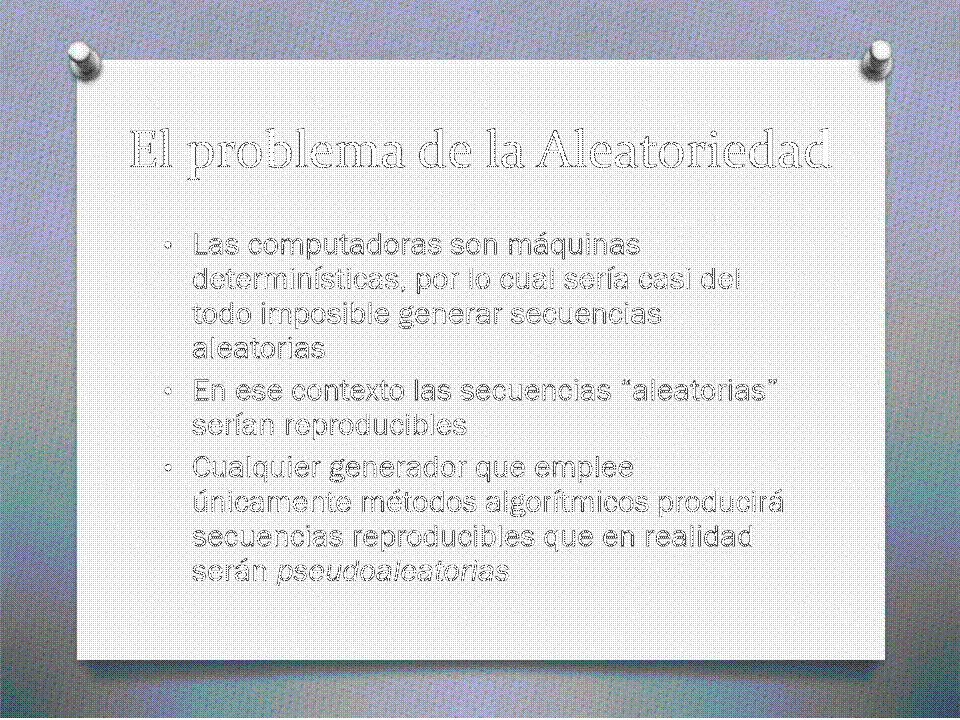 El problema de la Aleatoriedad
• Las computadoras son máquinas
determinísticas, por lo cual sería casi del
todo imposible generar secuencias
aleatorias
• En ese contexto las secuencias “aleatorias”
serían reproducibles
• Cualquier generador que emplee
únicamente métodos algorítmicos producirá
secuencias reproducibles que en realidad
serán pseudoaleatorias